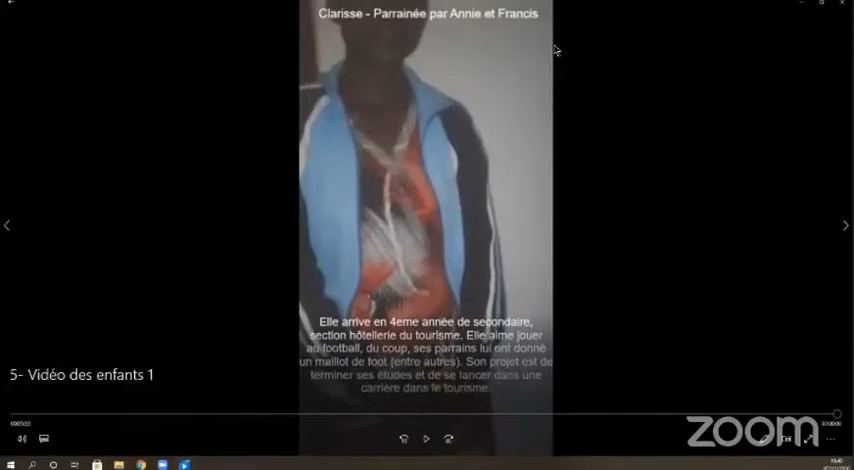 Clarisse - Parrainée par Annie et Francis
Elle arrive en 4eme année de secondaire,
section hôtellerie du tourisme. Elle aime jouer
au football, du coup, ses parrains lui ont donné
un maillot de foot (entre autres). Son projet est de
terminer ses études et de se lancer dans une
carrière dans le tourisme.
5- Vidéo des enfants 1
zoom